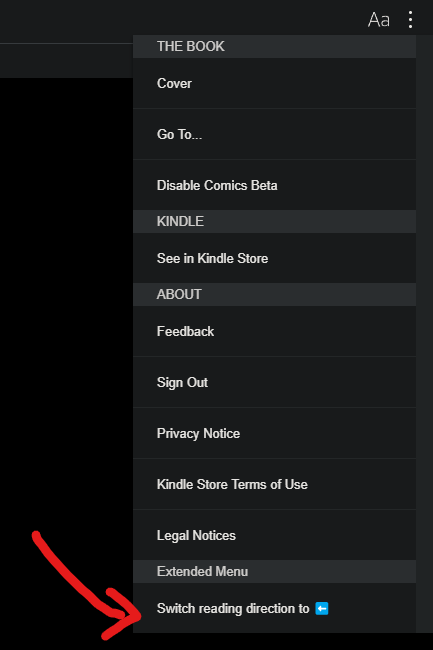 Aa
THE BOOK
Cover
Go To...
Disable Comics Beta
KINDLE
See in Kindle Store
ABOUT
Feedback
Sign Out
Privacy Notice
Kindle Store Terms of Use
Legal Notices
Extended Menu
Switch reading direction to ⬅️